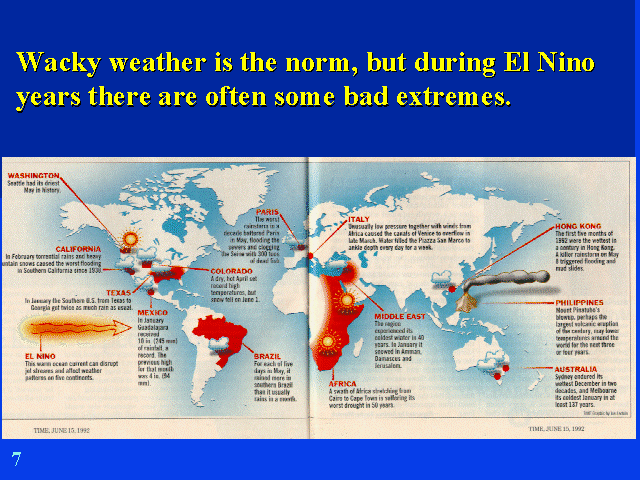 Wacky weather is the norm, but during El Nino
years there are often some bad extremes.
WASHINGTON
Seattle had its driest
May in history.
CALIFORNIA
In February torrential rains and heavy
mountain snows caused the worst flooding
in Southern California since 1938.
TEXAS
In January the Southern U.S. from Texas to
Georgia got twice as much rain as usual.
MEXICO
In January
Guadalajara
received
10 in. (245 mm)
of rainfall, a
record. The
previous high
for that month
was 4 in. (94
mm).
EL NINO
This warm ocean current can disrupt
jet streams and affect weather
patterns on five continents.
COLORADO
A dry, hot April set
record high
temperatures, but
snow fell on June 1.
BRAZIL
For each of five
days in May, it
rained more in
southern Brazil
than it usually
rains in a month.
PARIS
The worst
rainstorm in a
decade battered Paris
in May, flooding the
sewers and clogging
the Seine with 300 tons
of dead fish.
ITALY
Unusually low pressure together with winds from
Africa caused the canals of Venice to overflow in
late March. Water filled the Piazza San Marco to
ankle depth every day for a week.
MIDDLE EAST
The region
experienced its
coldest winter in 40
years. In January it
snowed in Amman,
Damascus and
Jerusalem.
AFRICA
A swath of Africa stretching from
Cairo to Cape Town is suffering its
worst drought in 50 years.
HONG KONG
The first five months of
1992 were the wettest in
a century in Hong Kong.
A killer rainstorm on May
8 triggered flooding and
mud slides.
PHILIPPINES
Mount Pinatubo's
blowup, perhaps the
largest volcanic eruption
of the century, may lower
temperatures around the
world for the next three
or four years.
AUSTRALIA
Sydney endured its
wettest December in two
decades, and Melbourne
its coldest January in at
least 137 years.
TIME Graphic by
TIME, JUNE 15, 1992
TIME, JUNE 15, 1992
7